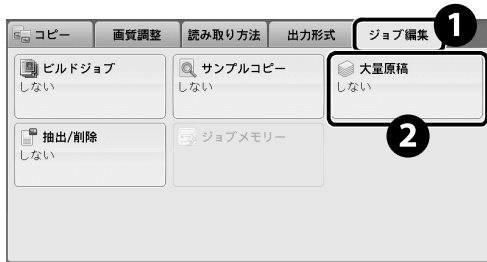 コピー 画質調整 読み取り方法 出力形式 ジョブ編集 1
ビルドジョブ サンプルコピー 大量原稿
しない しない しない
2
抽出/削除 ジョブメモリー
しない